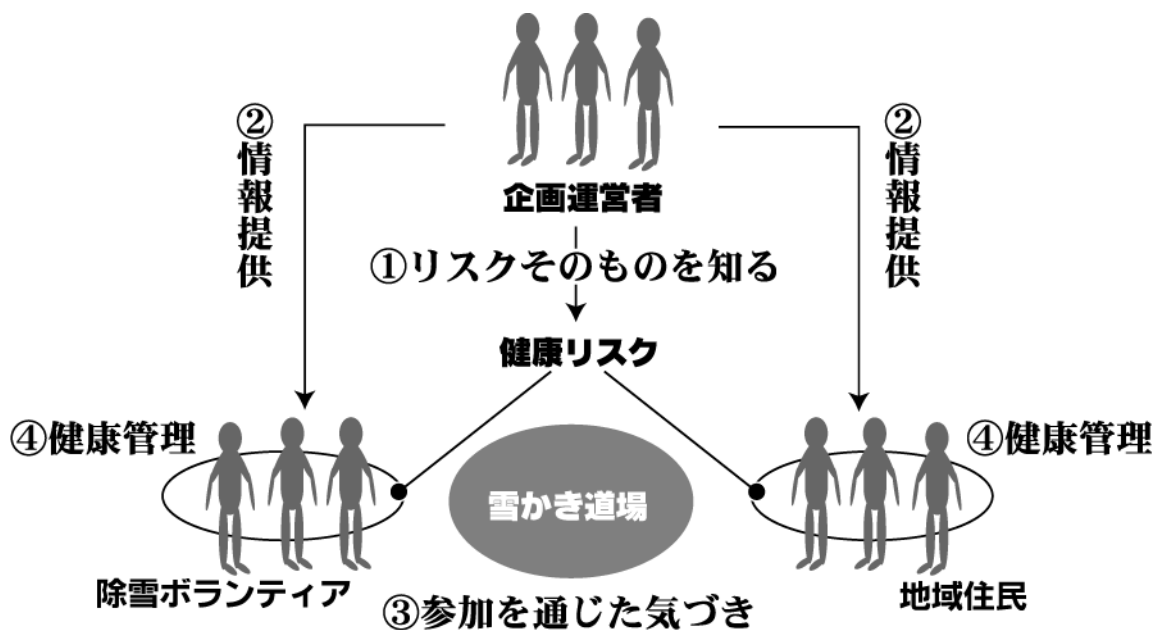 企画運営者
②情報提供
②情報提供
①リスクそのものを知る
健康リスク
④健康管理
④健康管理
雪かき道場
除雪ボランティア
地域住民
③参加を通じた気づき